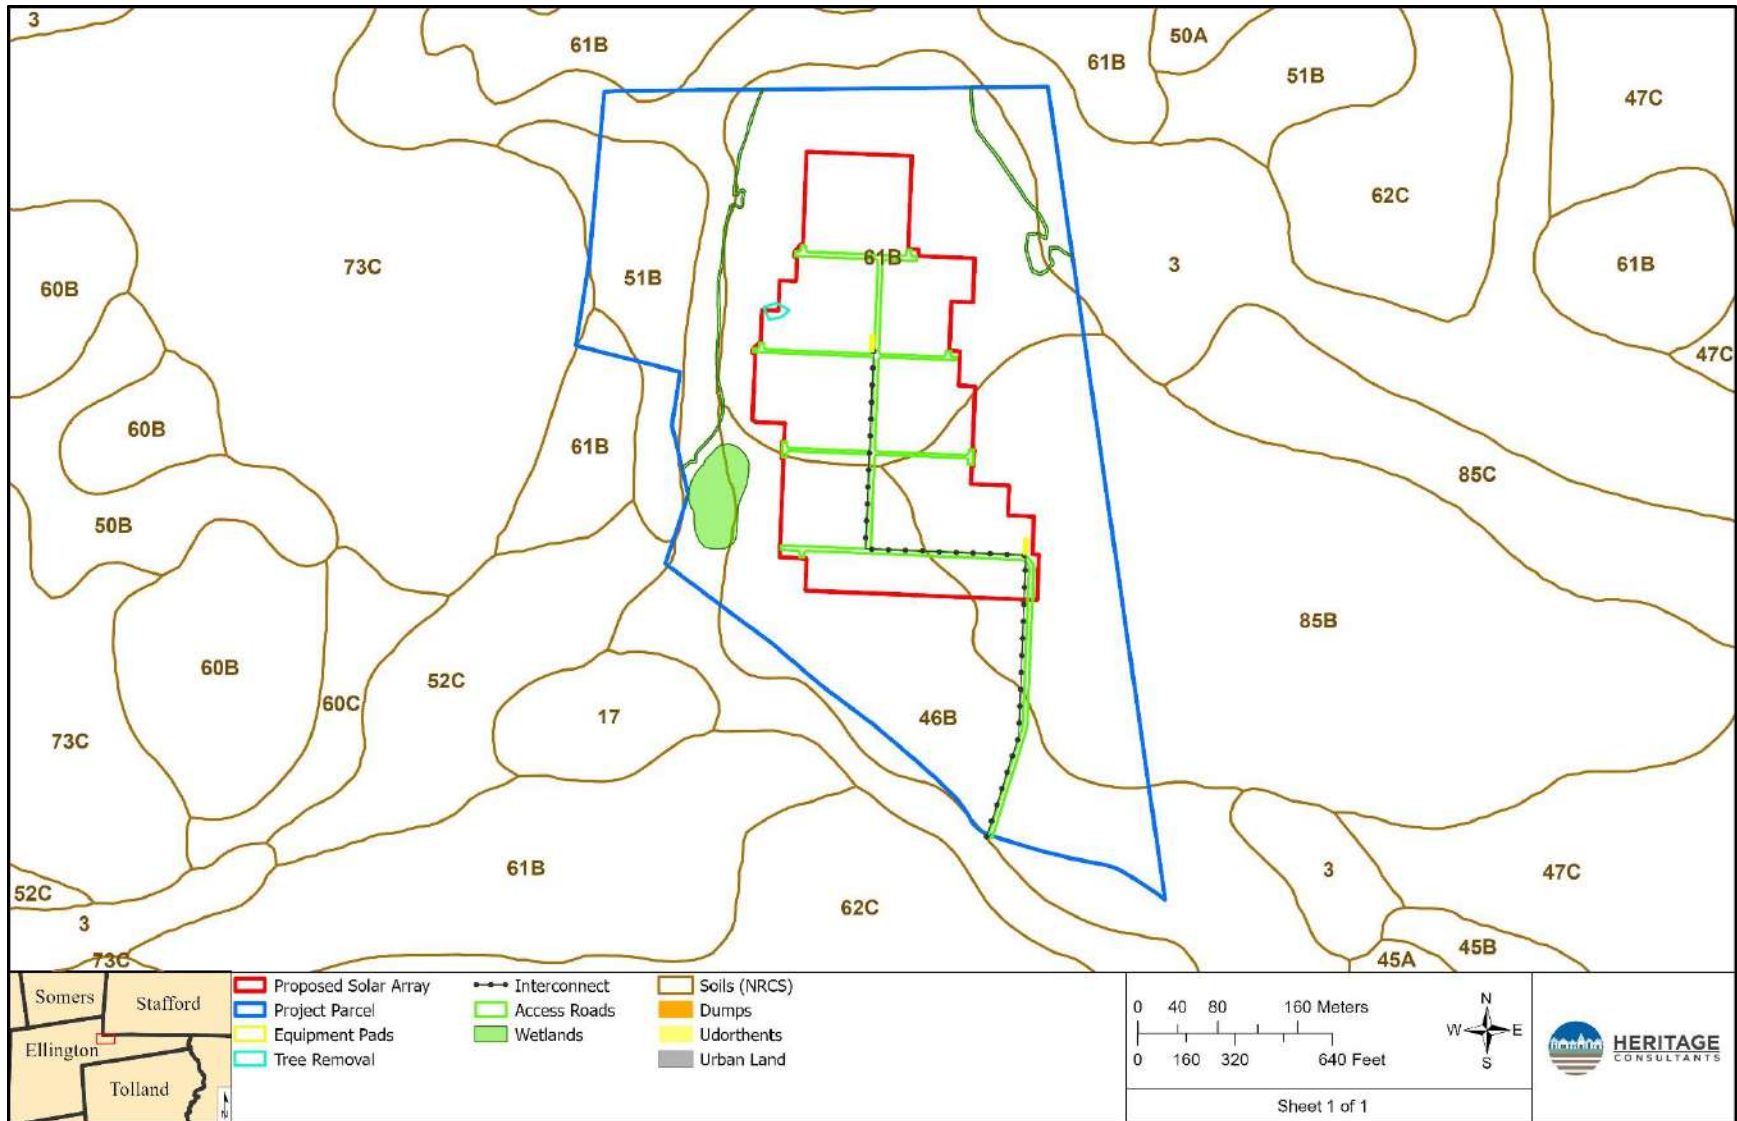 3
61B
50A
61B
51B
47C
62C
73C
61B
3
61B
60B
51B
47C
60B
61B
85C
50B
85B
60B
52C
60C
17
46B
73C
61B
3
47C
52C
62C
3
45B
73C
45A
Somers
Stafford
Ellington
Tolland
N
Proposed Solar Array
Project Parcel
Equipment Pads
Tree Removal
Interconnect
Access Roads
Wetlands
Soils (NRCS)
Dumps
Udorthents
Urban Land
0 40 80 160 Meters
0 160 320 640 Feet
N
W E
S
Sheet 1 of 1
HERITAGE
CONSULTANTS